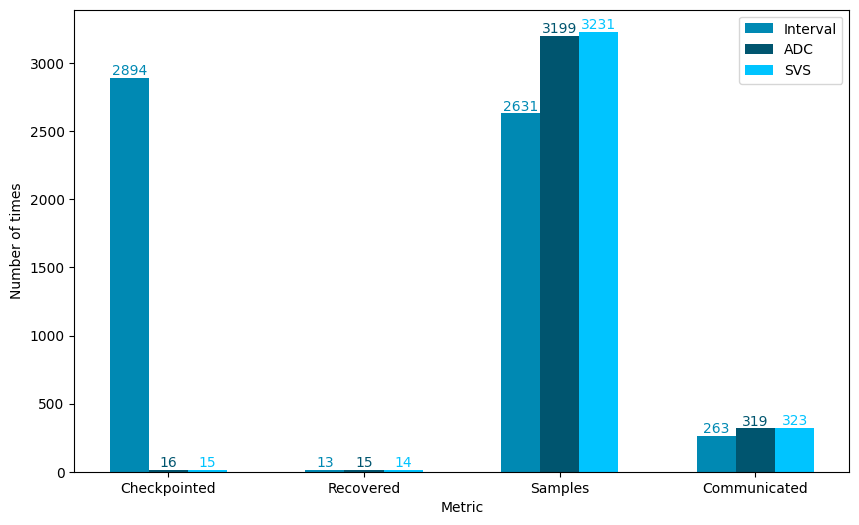 Interval
ADC
SVS
Number of times
3000
2500
2000
1500
1000
500
0
2894
16
15
13
15
14
2631
3199
3231
263
319
323
Checkpointed
Recovered
Samples
Communicated
Metric